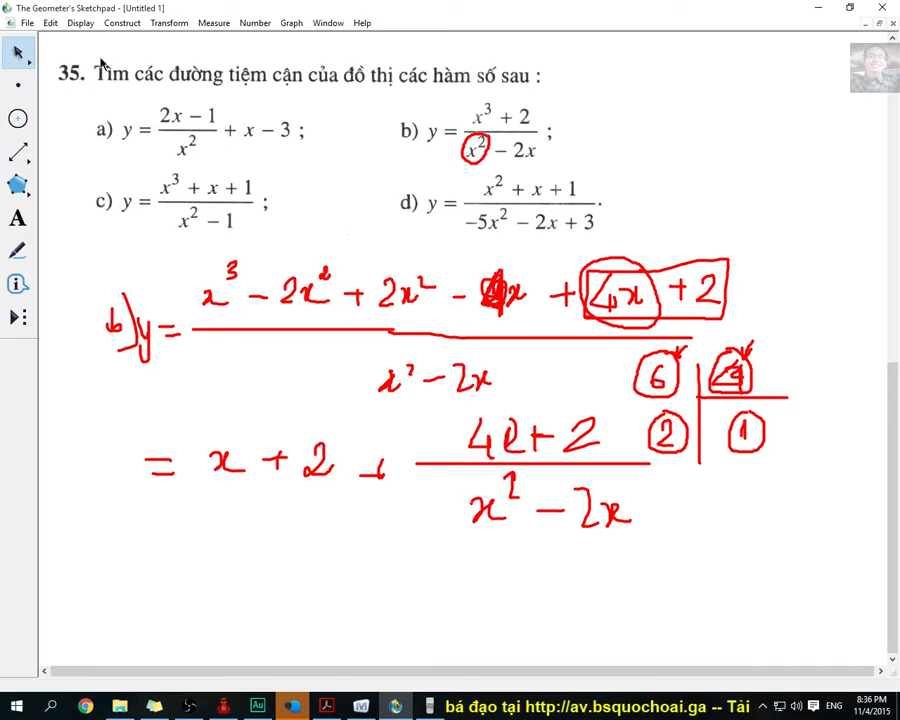 The Geometer's Sketchpad - [Untitled 1]
File Edit Display Construct Transform Measure Number Graph Window Help
35. Tìm các đường tiệm cận của đồ thị các hàm số sau :
a) y = (2x − 1)/x² + x − 3 ;
b) y = (x³ + 2)/(x² − 2x) ;
c) y = (x³ + x + 1)/(x² − 1) ;
d) y = (x² + x + 1)/(−5x² − 2x + 3) .
b) y = (x³ − 2x² + 2x² − 4x + 4x + 2)/(x² − 2x)
6 4
2 1
= x + 2 + (4x + 2)/(x² − 2x)
A
Au
bá đạo tại http://av.bsquochoai.ga -- Tải
8:36 PM
11/4/2015